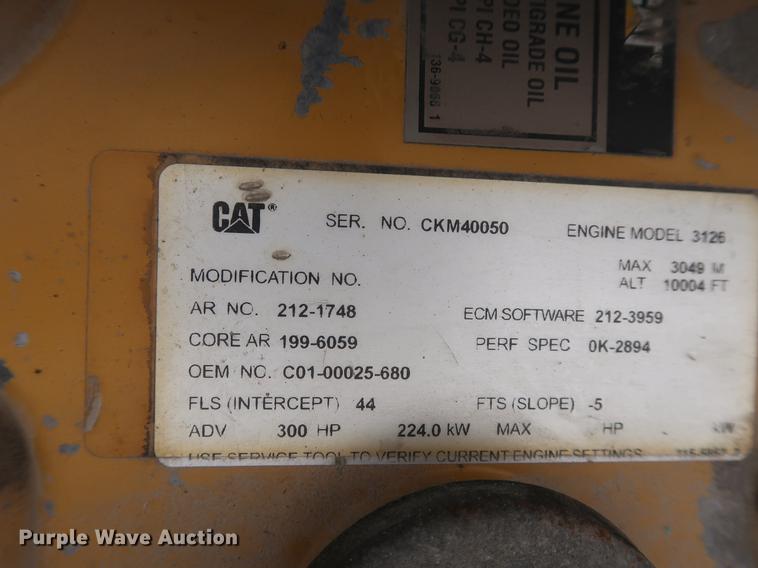 NE OIL
TIGRADE OIL
DED OIL
PI CH-4
PI CG-4
CAT®
SER. NO. CKM40050
ENGINE MODEL 3126
MODIFICATION NO.
MAX 3049 M
ALT 10004 FT
AR NO. 212-1748
ECM SOFTWARE 212-3959
CORE AR 199-6059
PERF SPEC 0K-2894
OEM NO. C01-00025-680
FLS (INTERCEPT) 44
FTS (SLOPE) -5
ADV 300 HP 224.0 kW MAX HP kW
USE SERVICE TOOL TO VERIFY CURRENT ENGINE SETTINGS
Purple Wave Auction